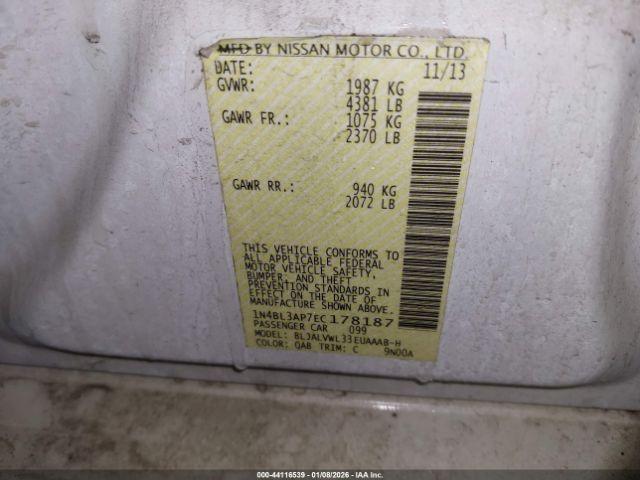 MFD BY NISSAN MOTOR CO., LTD.
DATE: 11/13
GVWR: 1987 KG
4381 LB
GAWR FR.: 1075 KG
2370 LB
GAWR RR.: 940 KG
2072 LB
THIS VEHICLE CONFORMS TO
ALL APPLICABLE FEDERAL
MOTOR VEHICLE SAFETY,
BUMPER, AND THEFT
PREVENTION STANDARDS IN
EFFECT ON THE DATE OF
MANUFACTURE SHOWN ABOVE.
1N4BL3AP7EC178187
PASSENGER CAR 099
MODEL: BLJALVWL33EUAAAB-H
COLOR: QAB TRIM: C 9N00A
000-44116539 - 01/08/2026 - IAA Inc.